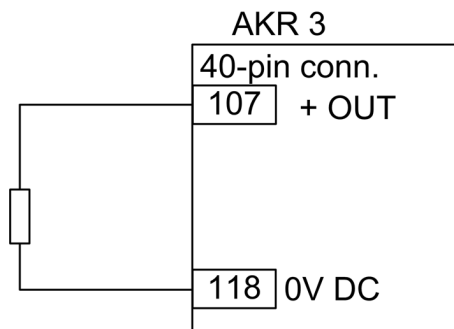 AKR 3
40-pin conn.
107 + OUT
118 0V DC